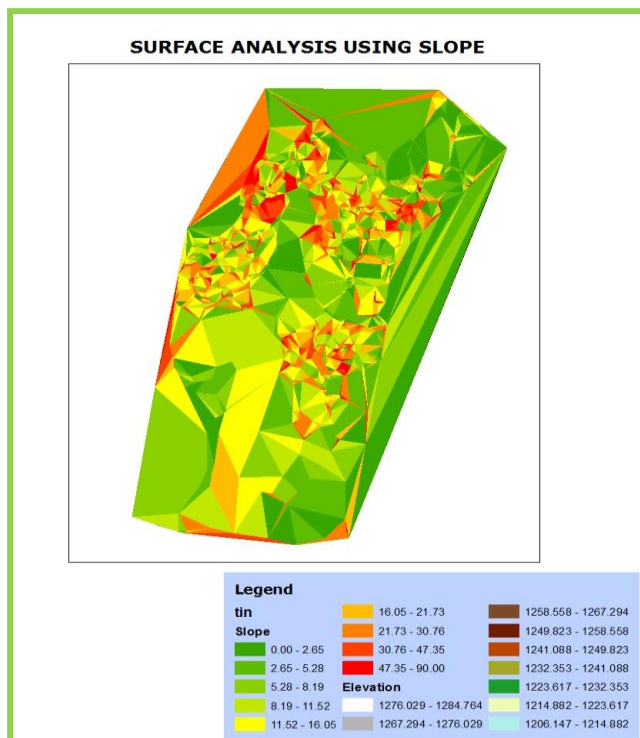 SURFACE ANALYSIS USING SLOPE
Legend
tin
Slope
0.00 - 2.65
2.65 - 5.28
5.28 - 8.19
8.19 - 11.52
11.52 - 16.05
16.05 - 21.73
21.73 - 30.76
30.76 - 47.35
47.35 - 90.00
Elevation
1276.029 - 1284.764
1267.294 - 1276.029
1258.558 - 1267.294
1249.823 - 1258.558
1241.088 - 1249.823
1232.353 - 1241.088
1223.617 - 1232.353
1214.882 - 1223.617
1206.147 - 1214.882